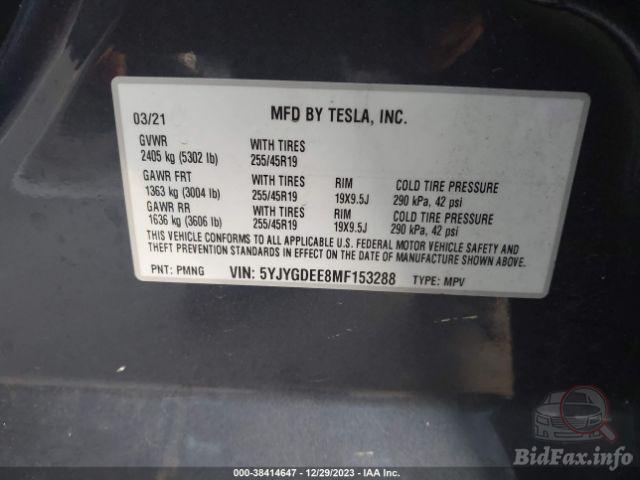 03/21 MFD BY TESLA, INC.
GVWR WITH TIRES
2405 kg (5302 lb) 255/45R19
GAWR FRT WITH TIRES RIM COLD TIRE PRESSURE
1363 kg (3004 lb) 255/45R19 19X9.5J 290 kPa, 42 psi
GAWR RR WITH TIRES RIM COLD TIRE PRESSURE
1636 kg (3606 lb) 255/45R19 19X9.5J 290 kPa, 42 psi
THIS VEHICLE CONFORMS TO ALL APPLICABLE U.S. FEDERAL MOTOR VEHICLE SAFETY AND
THEFT PREVENTION STANDARDS IN EFFECT ON THE DATE OF MANUFACTURE SHOWN ABOVE.
PNT: PMNG VIN: 5YJYGDEE8MF153288 TYPE: MPV
BidFax.info
000-38414647 - 12/29/2023 - IAA Inc.